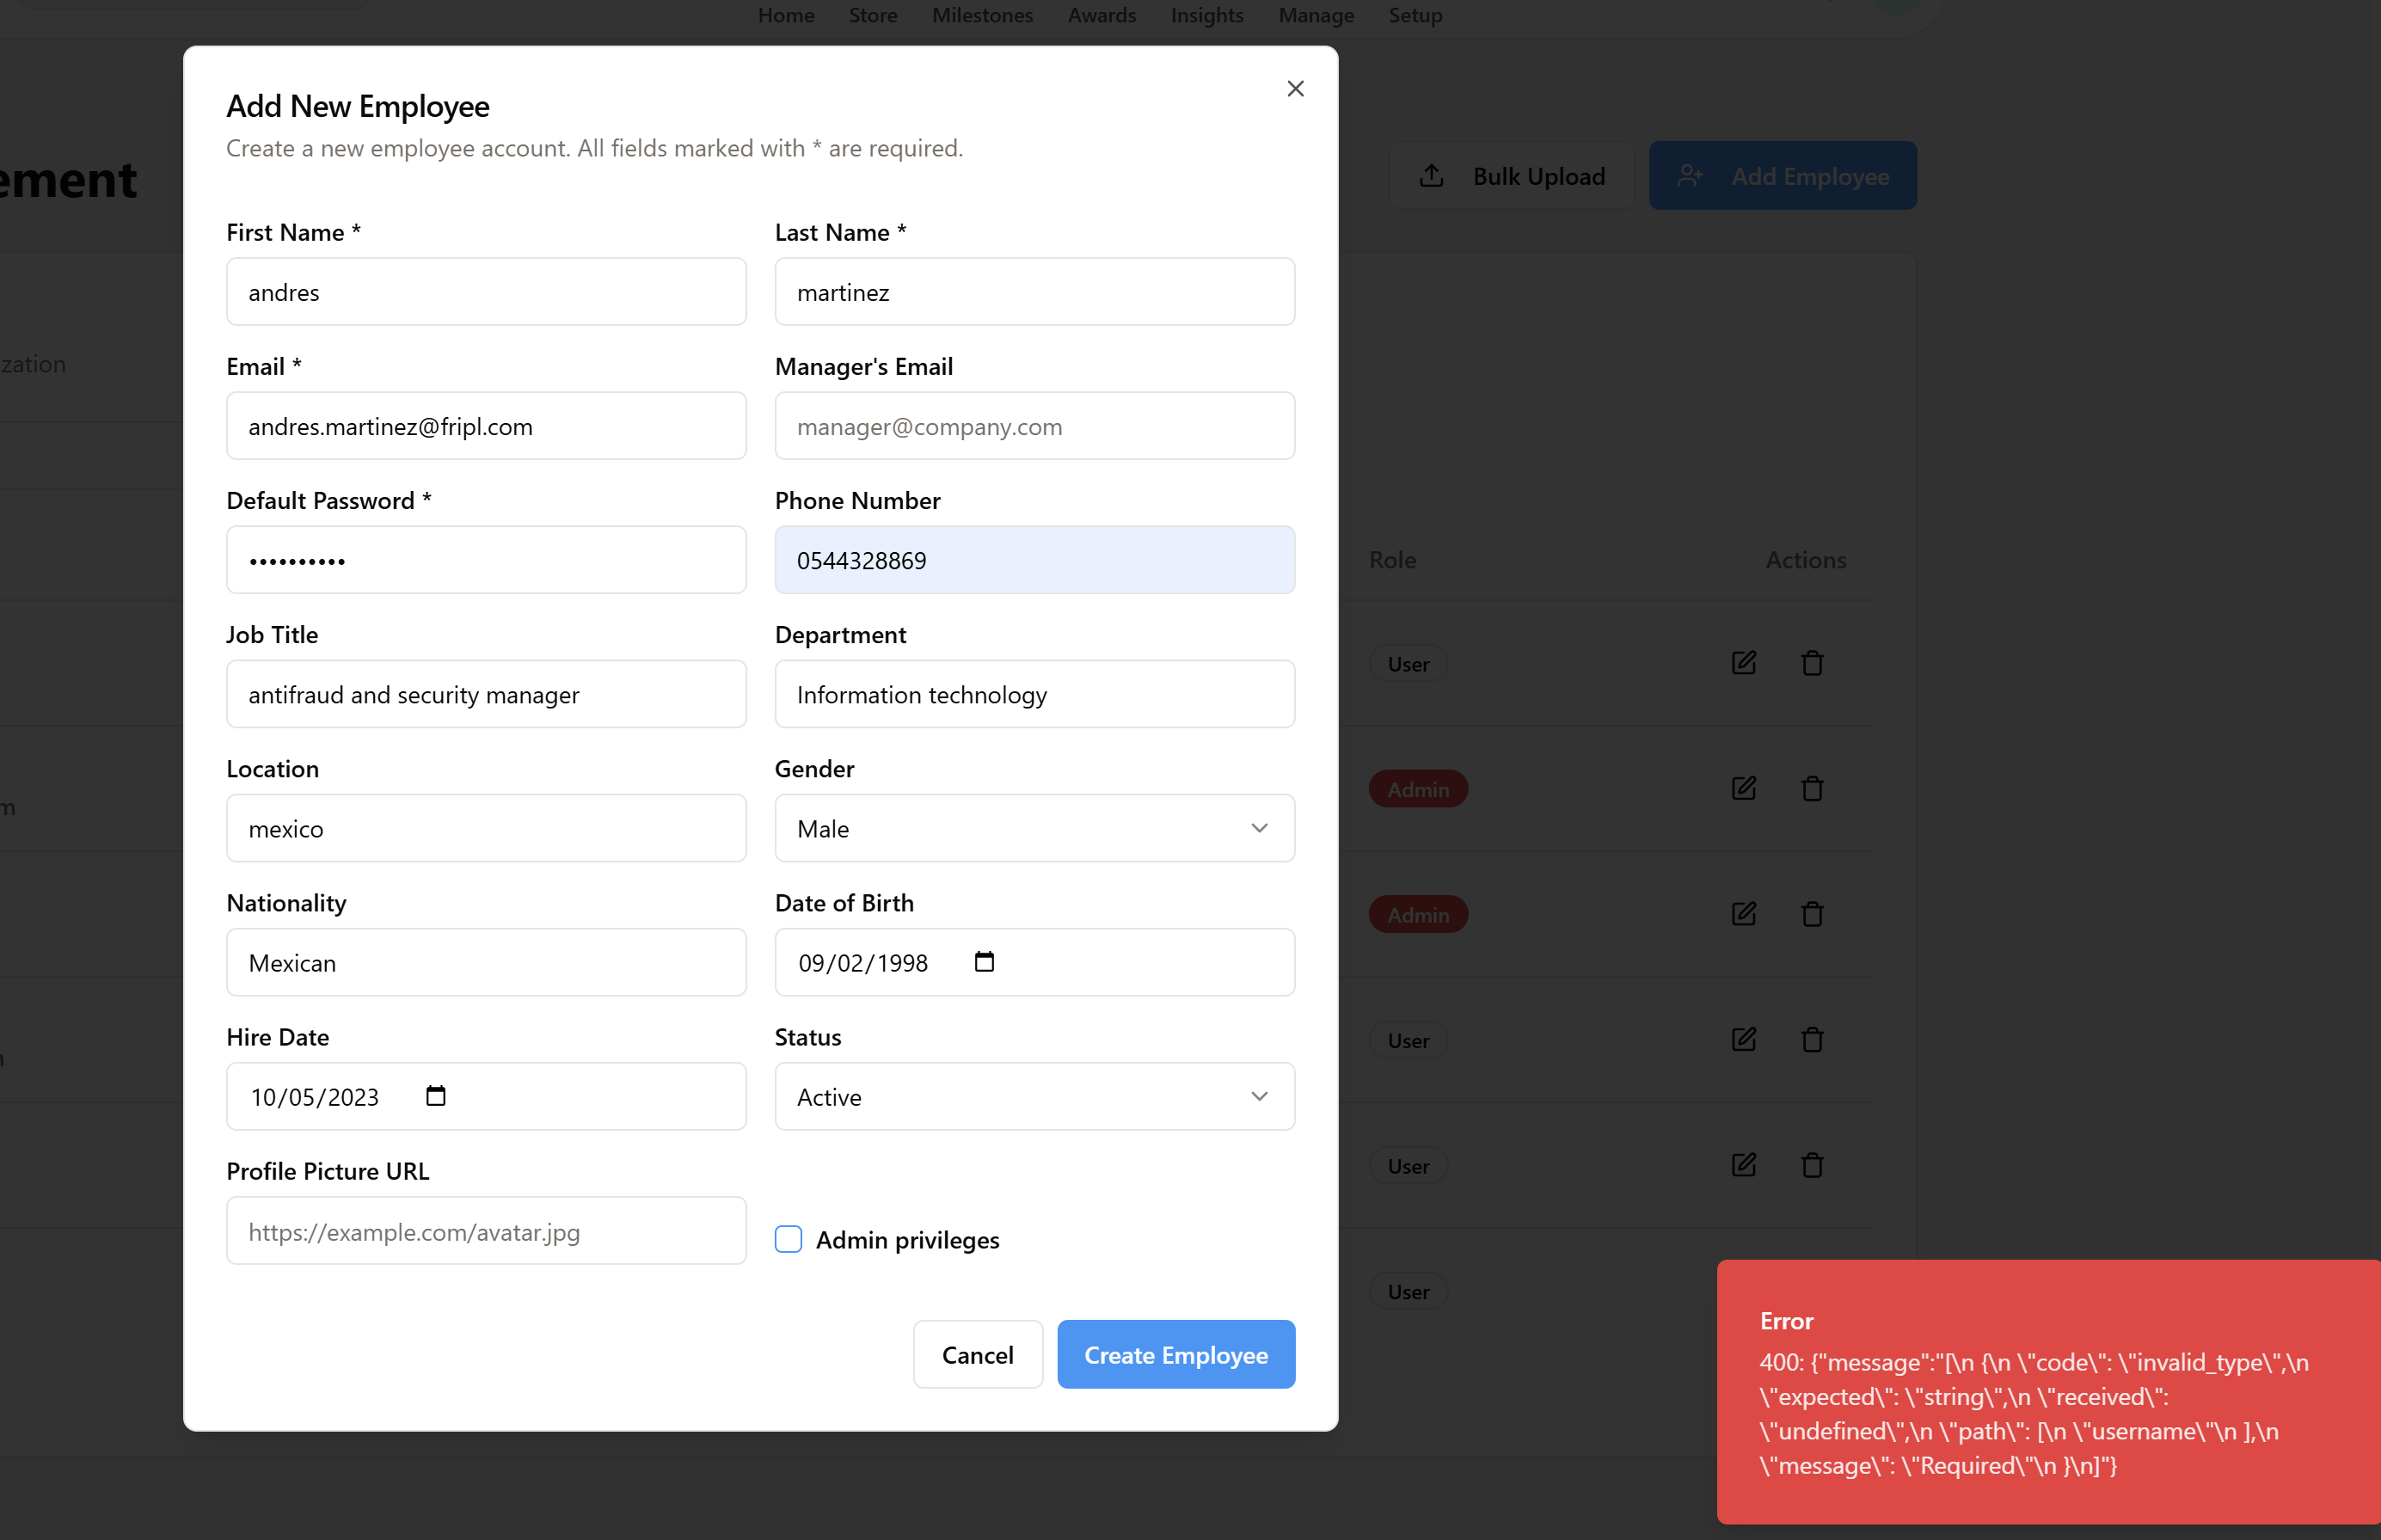 Home Store Milestones Awards Insights Manage Setup
Add New Employee
Create a new employee account. All fields marked with * are required.
ement
Bulk Upload
Add Employee
First Name *
Last Name *
andres
martinez
zation
Email *
Manager's Email
andres.martinez@fripl.com
manager@company.com
Default Password *
Phone Number
••••••••••
0544328869
Role
Actions
Job Title
Department
antifraud and security manager
Information technology
User
Location
Gender
mexico
Male
Admin
m
Nationality
Date of Birth
Mexican
09/02/1998
Admin
Hire Date
Status
10/05/2023
Active
User
Profile Picture URL
https://example.com/avatar.jpg
Admin privileges
User
User
Cancel
Create Employee
Error
400: {"message":"[\n {\n \"code\": \"invalid_type\",\n
\"expected\": \"string\",\n \"received\":
\"undefined\",\n \"path\": [\n \"username\"\n ],\n
\"message\": \"Required\"\n }\n]"}